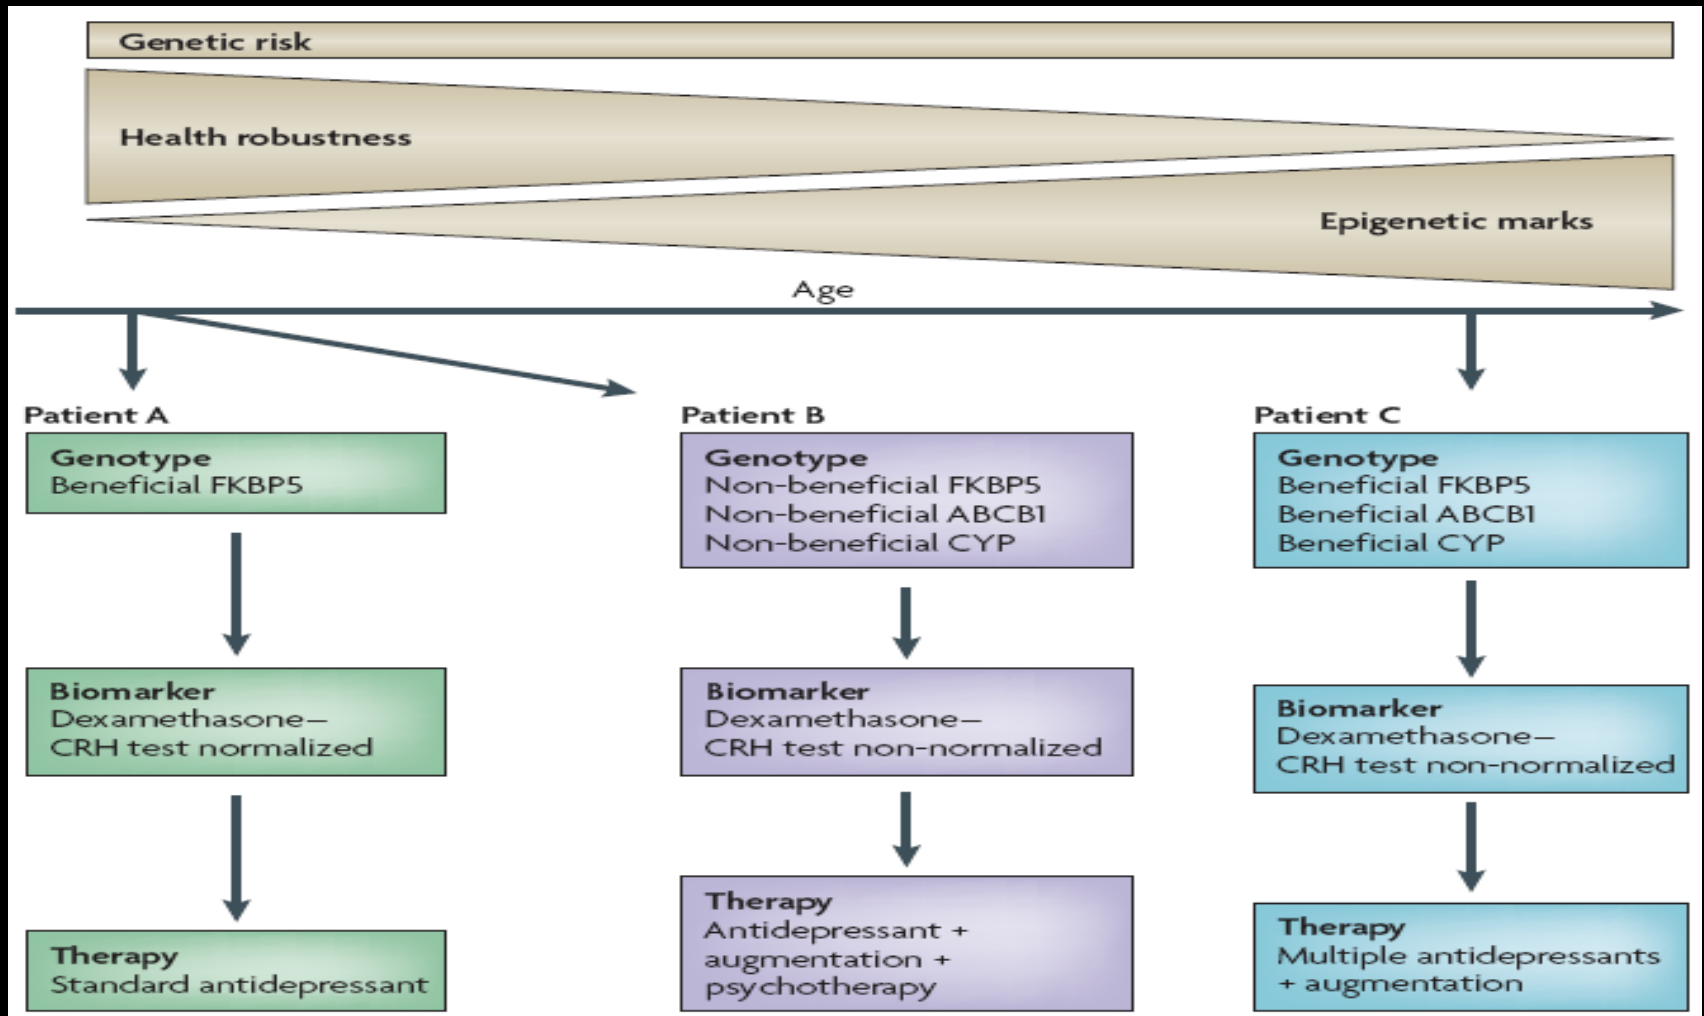 Genetic risk
Health robustness
Epigenetic marks
Age
Patient A
Genotype
Beneficial FKBP5
Biomarker
Dexamethasone–
CRH test normalized
Therapy
Standard antidepressant
Patient B
Genotype
Non-beneficial FKBP5
Non-beneficial ABCB1
Non-beneficial CYP
Biomarker
Dexamethasone–
CRH test non-normalized
Therapy
Antidepressant +
augmentation +
psychotherapy
Patient C
Genotype
Beneficial FKBP5
Beneficial ABCB1
Beneficial CYP
Biomarker
Dexamethasone–
CRH test non-normalized
Therapy
Multiple antidepressants
+ augmentation